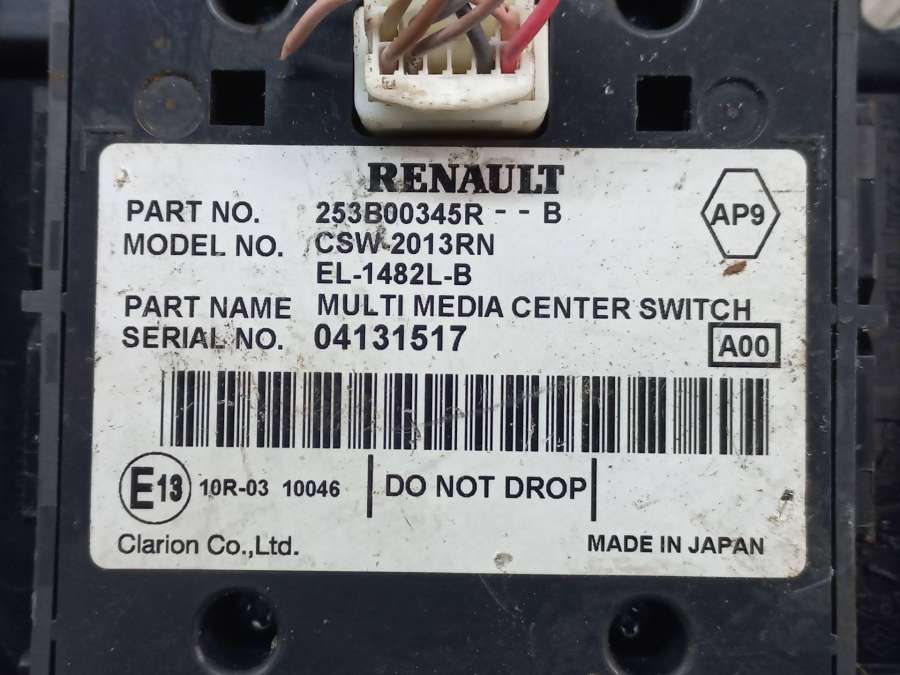 RENAULT
PART NO. 253B00345R - - B
AP9
MODEL NO. CSW-2013RN
EL-1482L-B
PART NAME MULTI MEDIA CENTER SWITCH
SERIAL NO. 04131517
A00
E13 10R-03 10046 DO NOT DROP
Clarion Co.,Ltd. MADE IN JAPAN